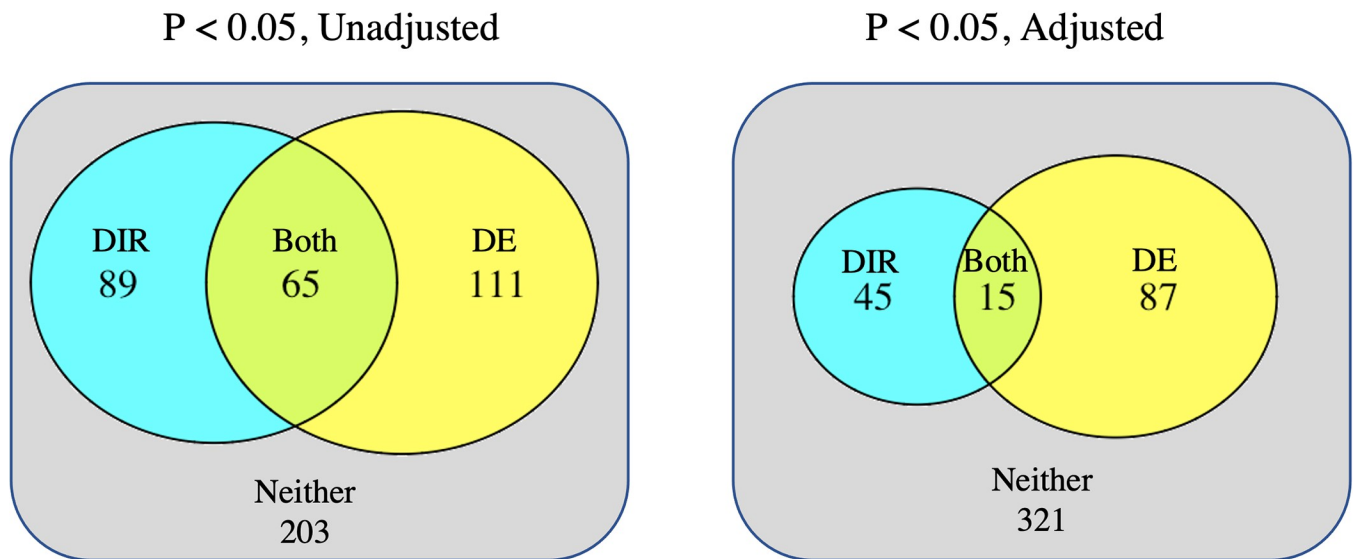 P < 0.05, Unadjusted
DIR
89
Both
65
DE
111
Neither
203
P < 0.05, Adjusted
DIR
45
Both
15
DE
87
Neither
321